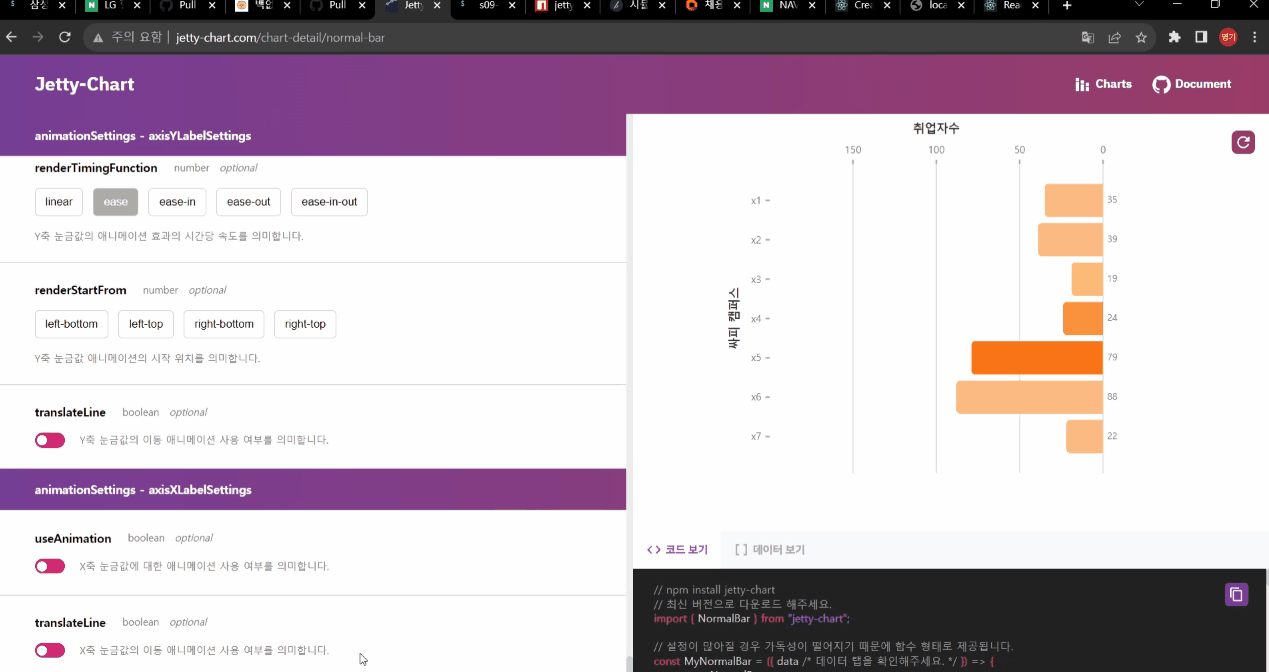 삼성
LG
Pull
백업
Pull
Jetty
s09-
jetty
시을
채용
NAV
Crea
loca
Rea
주의 요함 | jetty-chart.com/chart-detail/normal-bar
영기
Jetty-Chart
Charts
Document
animationSettings - axisYLabelSettings
renderTimingFunction number optional
linear ease ease-in ease-out ease-in-out
Y축 눈금값의 애니메이션 효과의 시간당 속도를 의미합니다.
renderStartFrom number optional
left-bottom left-top right-bottom right-top
Y축 눈금값 애니메이션의 시작 위치를 의미합니다.
translateLine boolean optional
Y축 눈금값의 이동 애니메이션 사용 여부를 의미합니다.
animationSettings - axisXLabelSettings
useAnimation boolean optional
X축 눈금값에 대한 애니메이션 사용 여부를 의미합니다.
translateLine boolean optional
X축 눈금값의 이동 애니메이션 사용 여부를 의미합니다.
취업자수
150 100 50 0
싸피 캠퍼스
x1 35
x2 39
x3 19
x4 24
x5 79
x6 88
x7 22
<> 코드 보기
[ ] 데이터 보기
// npm install jetty-chart
// 최신 버전으로 다운로드 해주세요.
import { NormalBar } from "jetty-chart";
// 설정이 많아질 경우 가독성이 떨어지기 때문에 함수 형태로 제공됩니다.
const MyNormalBar = ({ data /* 데이터 탭을 확인해주세요. */ }) => {